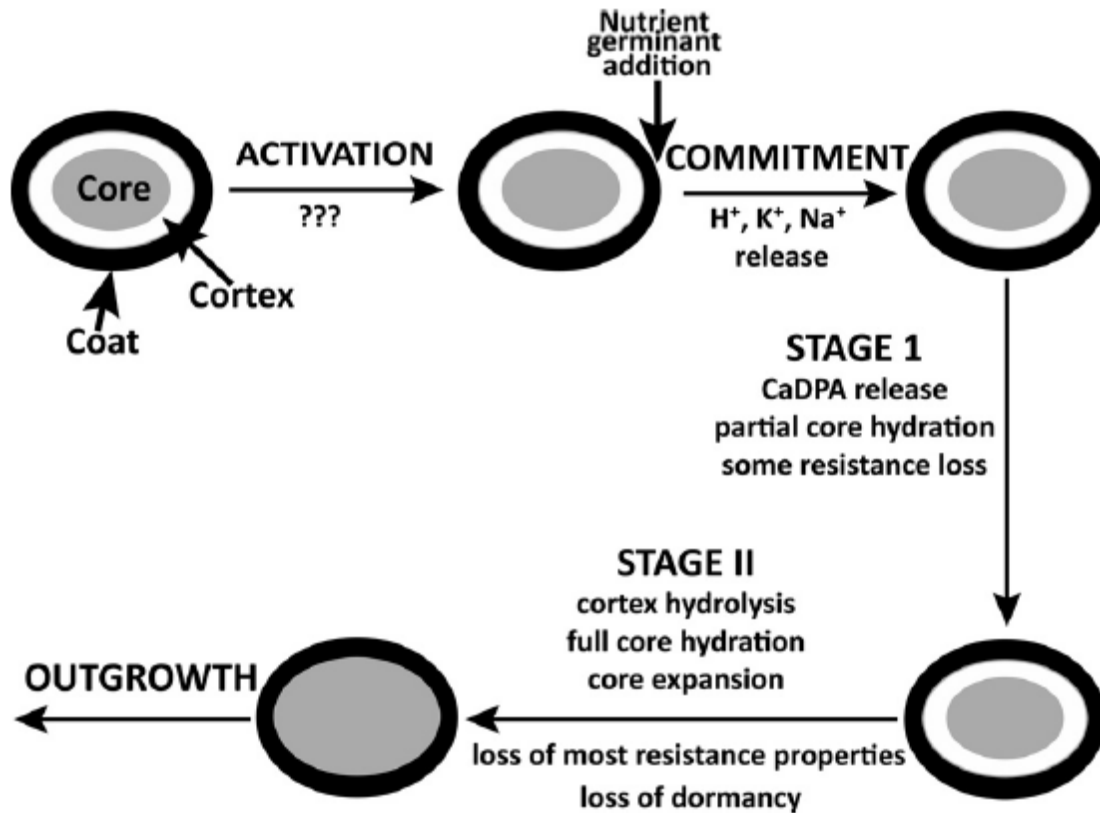 Nutrient
germinant
addition
ACTIVATION
???
Core
Cortex
Coat
COMMITMENT
H⁺, K⁺, Na⁺
release
STAGE 1
CaDPA release
partial core hydration
some resistance loss
STAGE II
cortex hydrolysis
full core hydration
core expansion
loss of most resistance properties
loss of dormancy
OUTGROWTH